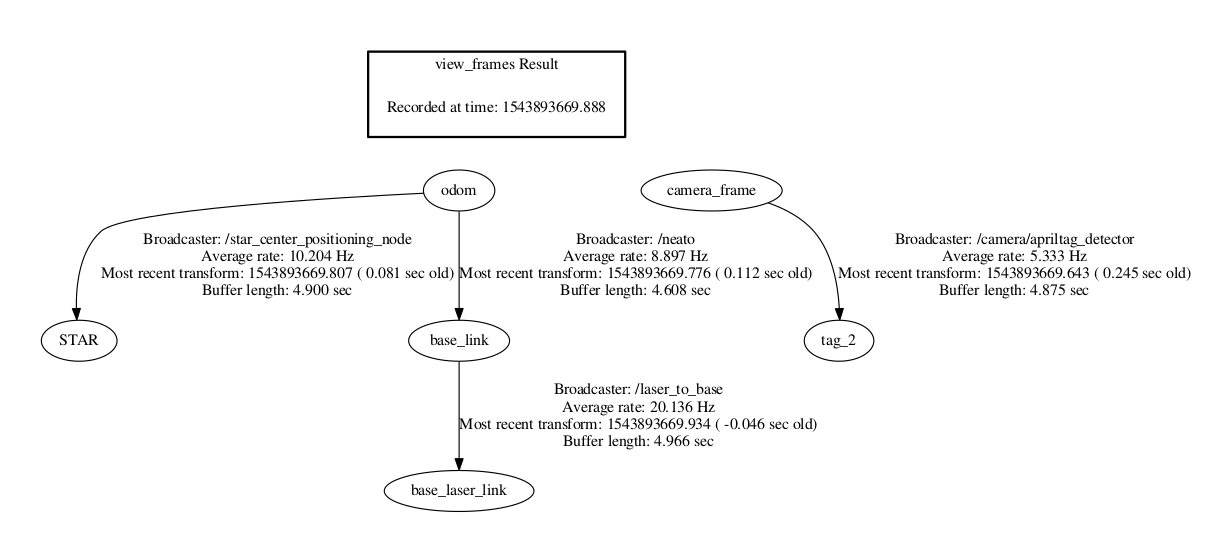 view_frames Result
Recorded at time: 1543893669.888
odom
camera_frame
Broadcaster: /star_center_positioning_node
Average rate: 10.204 Hz
Most recent transform: 1543893669.807 ( 0.081 sec old)
Buffer length: 4.900 sec
Broadcaster: /neato
Average rate: 8.897 Hz
Most recent transform: 1543893669.776 ( 0.112 sec old)
Buffer length: 4.608 sec
Broadcaster: /camera/apriltag_detector
Average rate: 5.333 Hz
Most recent transform: 1543893669.643 ( 0.245 sec old)
Buffer length: 4.875 sec
STAR
base_link
tag_2
Broadcaster: /laser_to_base
Average rate: 20.136 Hz
Most recent transform: 1543893669.934 ( -0.046 sec old)
Buffer length: 4.966 sec
base_laser_link